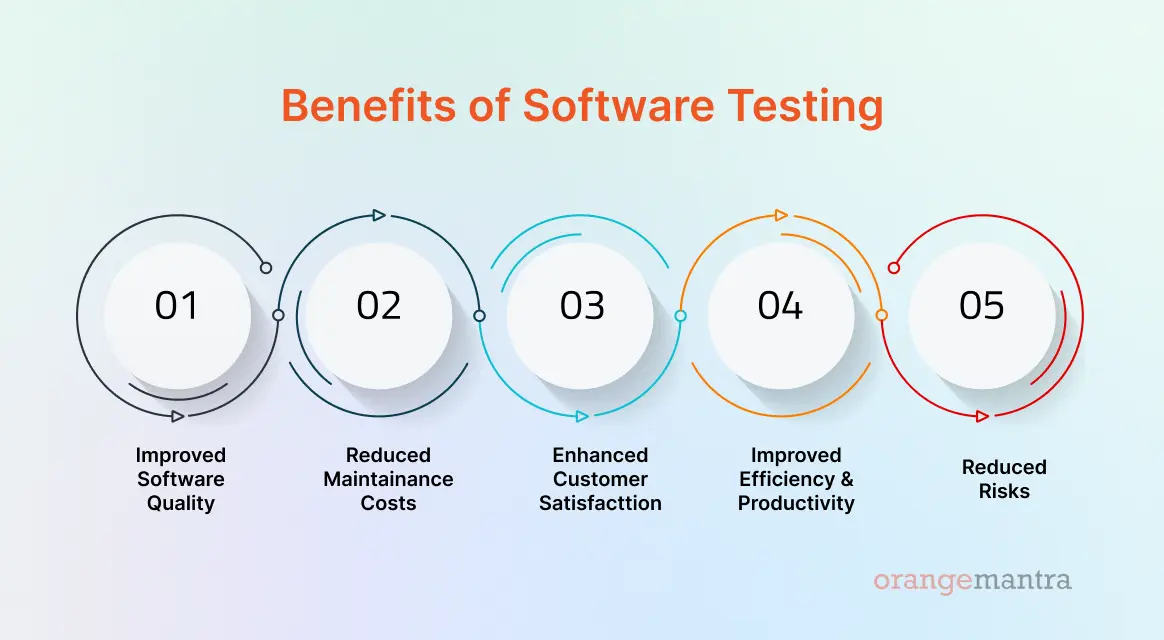 Benefits of Software Testing
01
02
03
04
05
Improved
Software
Quality
Reduced
Maintainance
Costs
Enhanced
Customer
Satisfacttion
Improved
Efficiency &
Productivity
Reduced
Risks
orangemantra